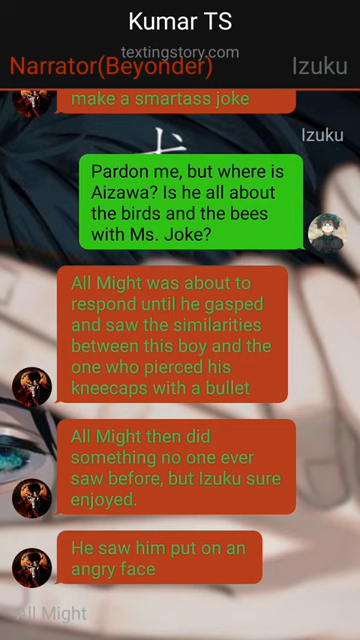 Kumar TS
textingstory.com
Narrator(Beyonder)
Izuku
make a smartass joke
Izuku
Pardon me, but where is
Aizawa? Is he all about
the birds and the bees
with Ms. Joke?
All Might was about to
respond until he gasped
and saw the similarities
between this boy and the
one who pierced his
kneecaps with a bullet
All Might then did
something no one ever
saw before, but Izuku sure
enjoyed.
He saw him put on an
angry face
All Might